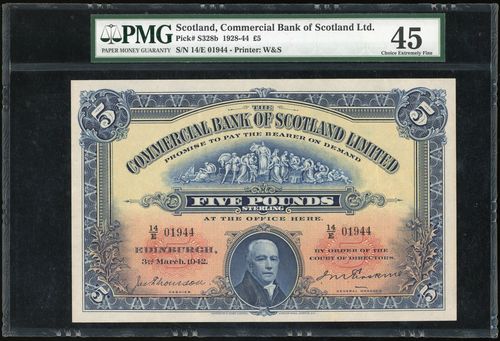 PMG
PAPER MONEY GUARANTY
Scotland, Commercial Bank of Scotland Ltd.
Pick# S328b 1928-44 £5
S/N 14/E 01944 - Printer: W&S
45
Choice Extremely Fine
5
5
THE
COMMERCIAL BANK OF SCOTLAND LIMITED
PROMISE TO PAY THE BEARER ON DEMAND
FIVE POUNDS
STERLING
AT THE OFFICE HERE.
14/E 01944
14/E 01944
EDINBURGH,
3rd March, 1942.
BY ORDER OF THE
COURT OF DIRECTORS.
CASHIER
GENERAL MANAGER
5
5